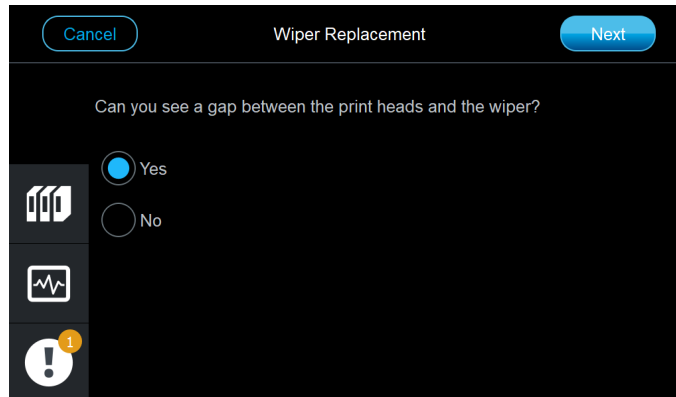 Cancel
Wiper Replacement
Next
Can you see a gap between the print heads and the wiper?
Yes
No
1